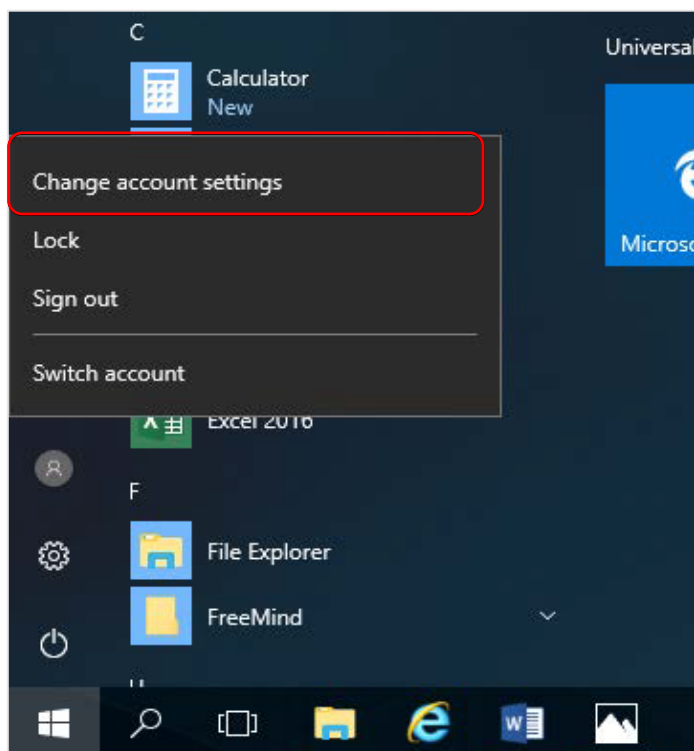 C
Universal
Calculator
New
Change account settings
Lock
Sign out
Switch account
Excel 2016
F
File Explorer
FreeMind